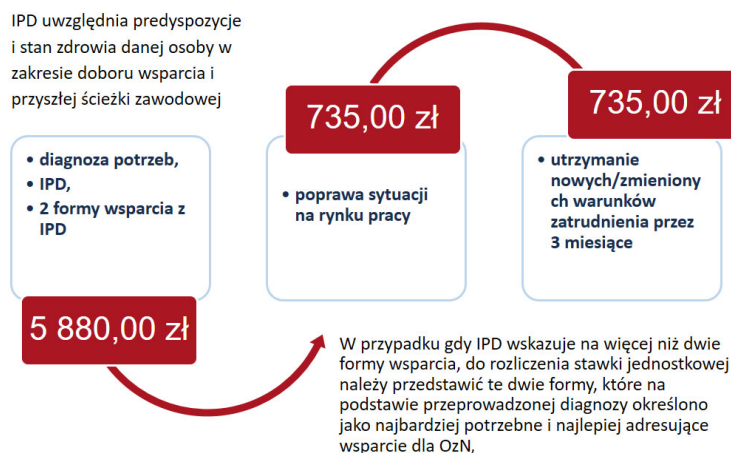 IPD uwzględnia predyspozycje
i stan zdrowia danej osoby w
zakresie doboru wsparcia i
przyszłej ścieżki zawodowej
735,00 zł
735,00 zł
• diagnoza potrzeb,
• IPD,
• 2 formy wsparcia z
IPD
• poprawa sytuacji
na rynku pracy
• utrzymanie
nowych/zmieniony
ch warunków
zatrudnienia przez
3 miesiące
5 880,00 zł
W przypadku gdy IPD wskazuje na więcej niż dwie
formy wsparcia, do rozliczenia stawki jednostkowej
należy przedstawić te dwie formy, które na
podstawie przeprowadzonej diagnozy określono
jako najbardziej potrzebne i najlepiej adresujące
wsparcie dla OzN,